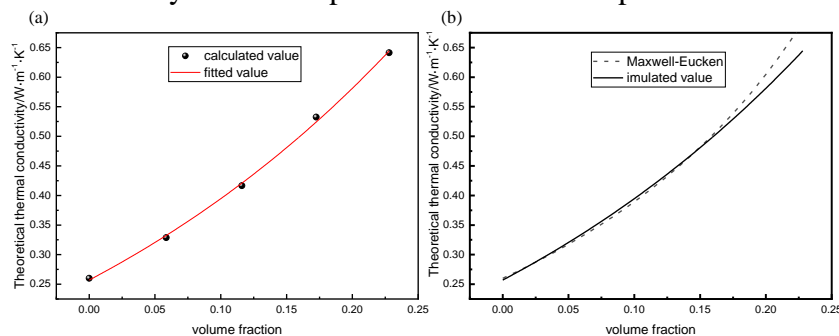 (a)
0.65
0.60
0.55
0.50
0.45
0.40
0.35
0.30
0.25
Theoretical thermal conductivity/W·m⁻¹·K⁻¹
calculated value
fitted value
0.00 0.05 0.10 0.15 0.20 0.25
volume fraction
(b)
0.65
0.60
0.55
0.50
0.45
0.40
0.35
0.30
0.25
Theoretical thermal conductivity/W·m⁻¹·K⁻¹
Maxwell-Eucken
imulated value
0.00 0.05 0.10 0.15 0.20 0.25
volume fraction